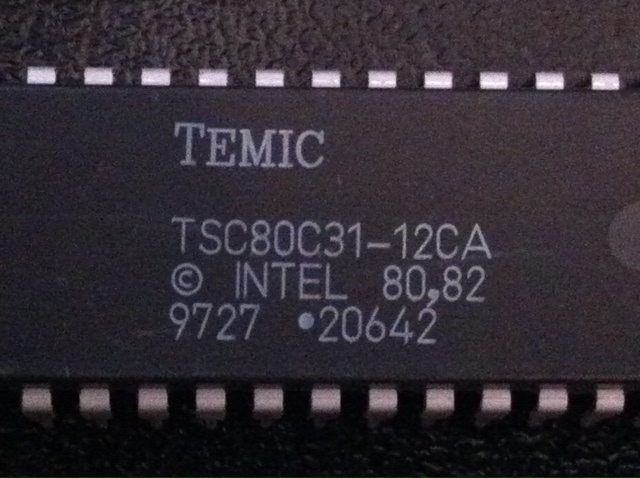 TEMIC
TSC80C31-12CA
© INTEL 80,82
9727 •20642